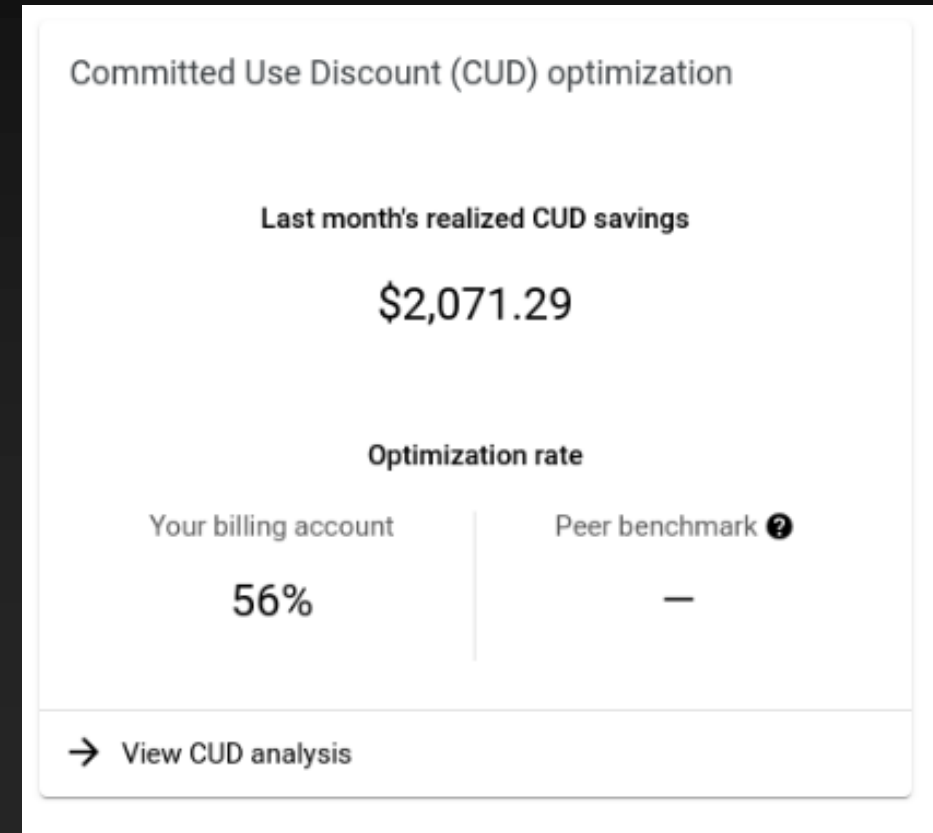 Committed Use Discount (CUD) optimization
Last month's realized CUD savings
$2,071.29
Optimization rate
Your billing account
Peer benchmark ?
56%
–
View CUD analysis